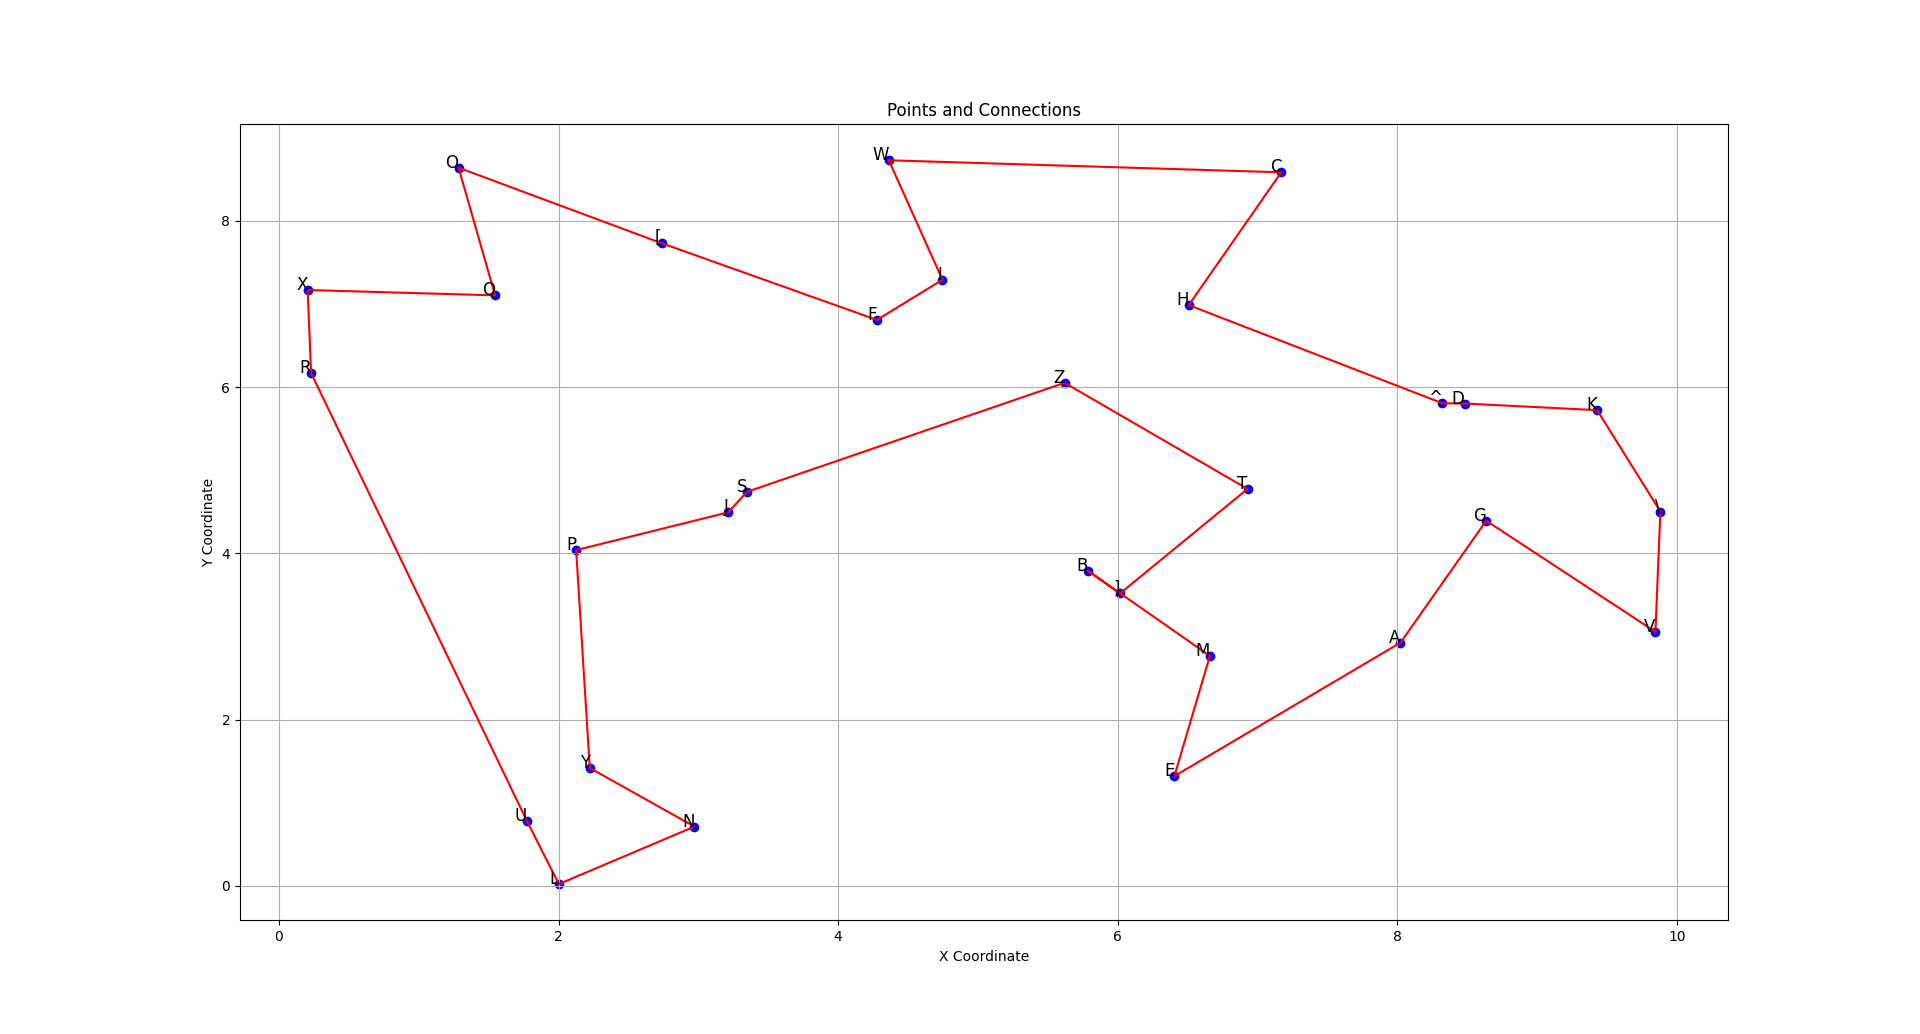 Points and Connections
W
O
C
8
[
I
X
Q
H
F
R
6
Z
^
D
K
S
T
J
\
G
Y Coordinate
P
4
B
]
V
A
M
2
E
Y
U
N
L
0
0 2 4 6 8 10
X Coordinate